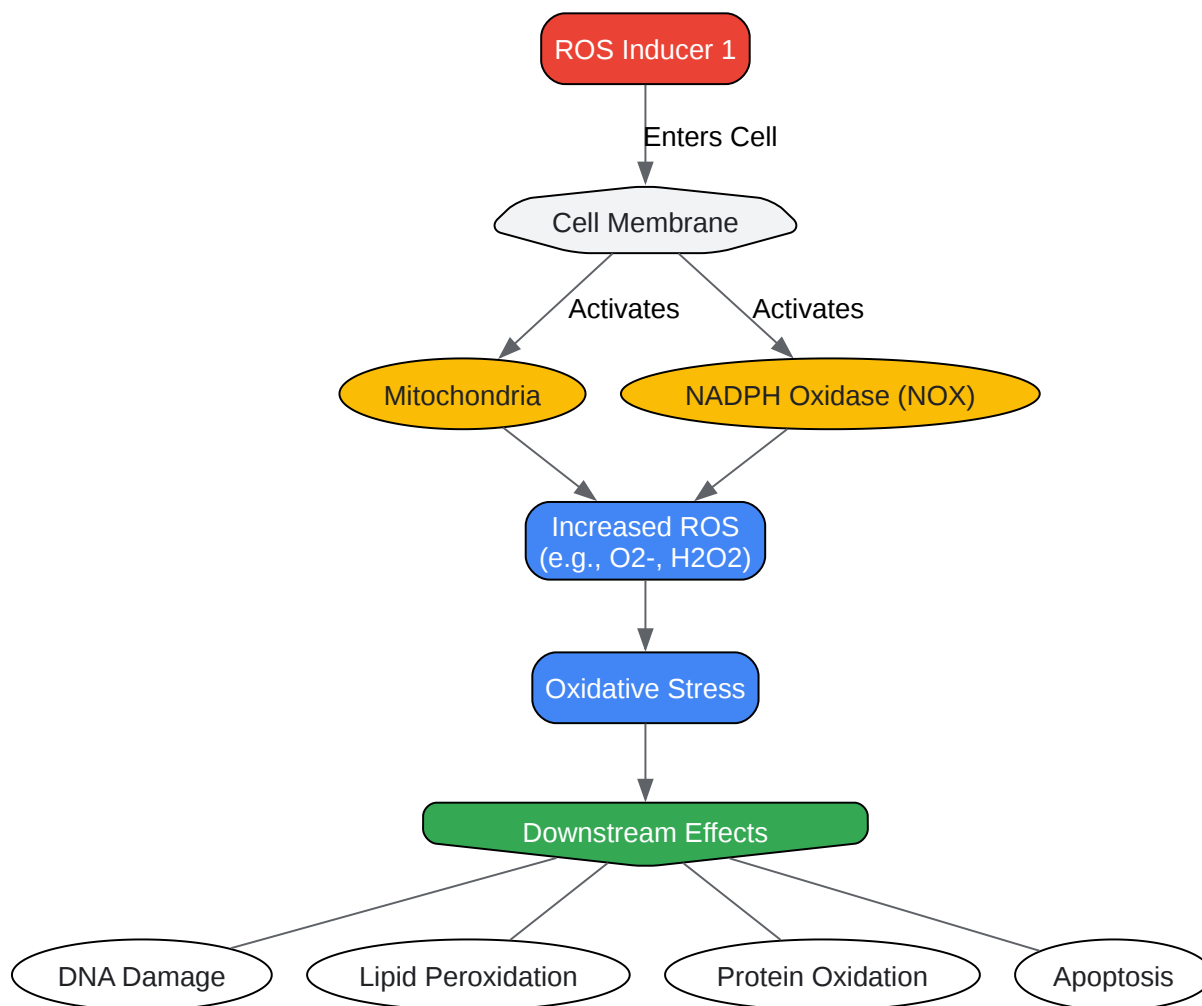 ROS Inducer 1
Enters Cell
Cell Membrane
Activates
Activates
Mitochondria
NADPH Oxidase (NOX)
Increased ROS
(e.g., O2-, H2O2)
Oxidative Stress
Downstream Effects
DNA Damage
Lipid Peroxidation
Protein Oxidation
Apoptosis